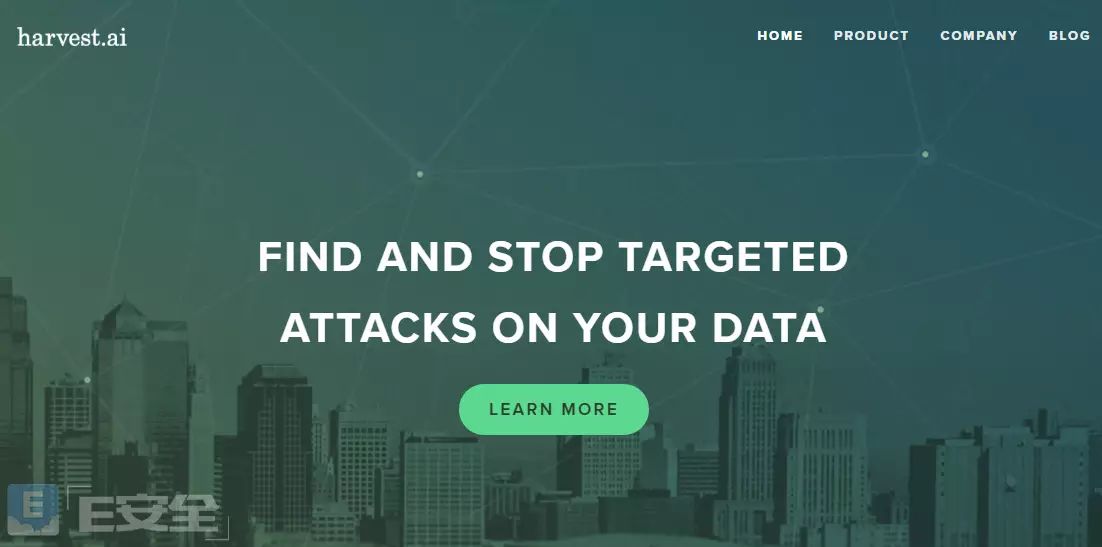 harvest.ai
HOME PRODUCT COMPANY BLOG
FIND AND STOP TARGETED
ATTACKS ON YOUR DATA
LEARN MORE
E E安全